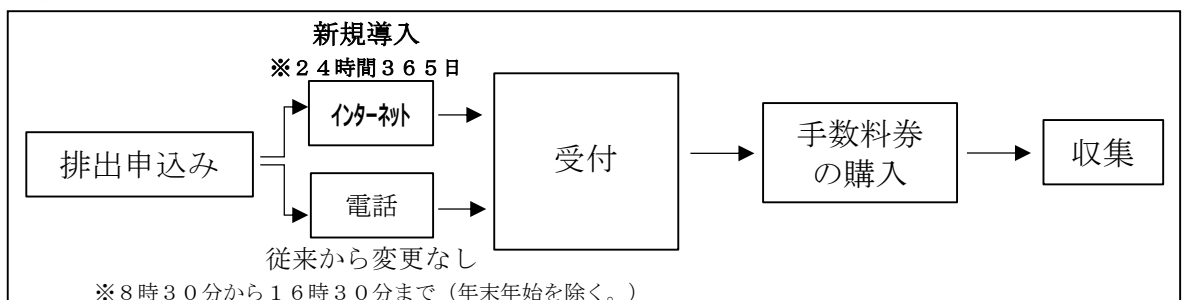 新規導入
※２４時間３６５日
インターネット
排出申込み
電話
従来から変更なし
※８時３０分から１６時３０分まで（年末年始を除く。）
受付
手数料券
の購入
収集